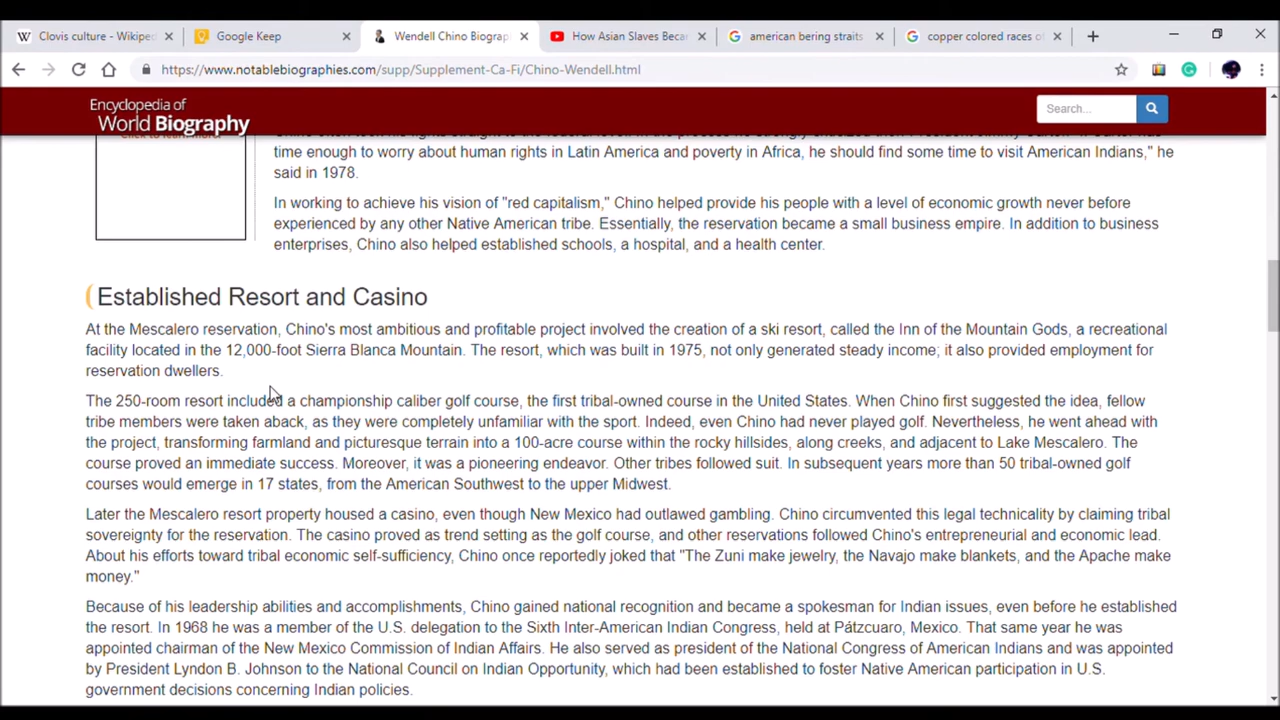 Clovis culture - Wikiped
Google Keep
Wendell Chino Biograp
How Asian Slaves Becar
american bering straits
copper colored races of
https://www.notablebiographies.com/supp/Supplement-Ca-Fi/Chino-Wendell.html
Encyclopedia of
World Biography
Search...
time enough to worry about human rights in Latin America and poverty in Africa, he should find some time to visit American Indians," he
said in 1978.
In working to achieve his vision of "red capitalism," Chino helped provide his people with a level of economic growth never before
experienced by any other Native American tribe. Essentially, the reservation became a small business empire. In addition to business
enterprises, Chino also helped established schools, a hospital, and a health center.
Established Resort and Casino
At the Mescalero reservation, Chino's most ambitious and profitable project involved the creation of a ski resort, called the Inn of the Mountain Gods, a recreational
facility located in the 12,000-foot Sierra Blanca Mountain. The resort, which was built in 1975, not only generated steady income; it also provided employment for
reservation dwellers.
The 250-room resort included a championship caliber golf course, the first tribal-owned course in the United States. When Chino first suggested the idea, fellow
tribe members were taken aback, as they were completely unfamiliar with the sport. Indeed, even Chino had never played golf. Nevertheless, he went ahead with
the project, transforming farmland and picturesque terrain into a 100-acre course within the rocky hillsides, along creeks, and adjacent to Lake Mescalero. The
course proved an immediate success. Moreover, it was a pioneering endeavor. Other tribes followed suit. In subsequent years more than 50 tribal-owned golf
courses would emerge in 17 states, from the American Southwest to the upper Midwest.
Later the Mescalero resort property housed a casino, even though New Mexico had outlawed gambling. Chino circumvented this legal technicality by claiming tribal
sovereignty for the reservation. The casino proved as trend setting as the golf course, and other reservations followed Chino's entrepreneurial and economic lead.
About his efforts toward tribal economic self-sufficiency, Chino once reportedly joked that "The Zuni make jewelry, the Navajo make blankets, and the Apache make
money."
Because of his leadership abilities and accomplishments, Chino gained national recognition and became a spokesman for Indian issues, even before he established
the resort. In 1968 he was a member of the U.S. delegation to the Sixth Inter-American Indian Congress, held at Pátzcuaro, Mexico. That same year he was
appointed chairman of the New Mexico Commission of Indian Affairs. He also served as president of the National Congress of American Indians and was appointed
by President Lyndon B. Johnson to the National Council on Indian Opportunity, which had been established to foster Native American participation in U.S.
government decisions concerning Indian policies.